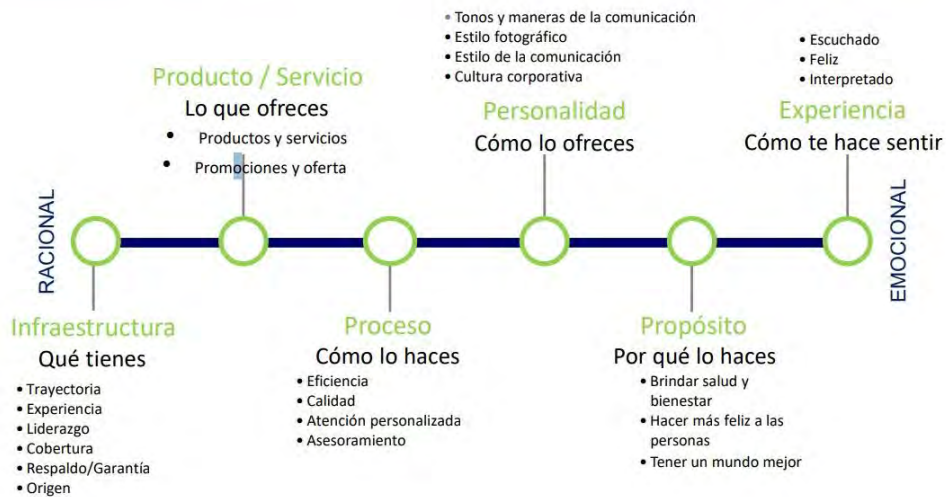 • Tonos y maneras de la comunicación
• Estilo fotográfico
• Estilo de la comunicación
• Cultura corporativa
• Escuchado
• Feliz
• Interpretado
Producto / Servicio
Lo que ofreces
• Productos y servicios
• Promociones y oferta
Personalidad
Cómo lo ofreces
Experiencia
Cómo te hace sentir
RACIONAL
EMOCIONAL
Infraestructura
Qué tienes
• Trayectoria
• Experiencia
• Liderazgo
• Cobertura
• Respaldo/Garantía
• Origen
Proceso
Cómo lo haces
• Eficiencia
• Calidad
• Atención personalizada
• Asesoramiento
Propósito
Por qué lo haces
• Brindar salud y
bienestar
• Hacer más feliz a las
personas
• Tener un mundo mejor